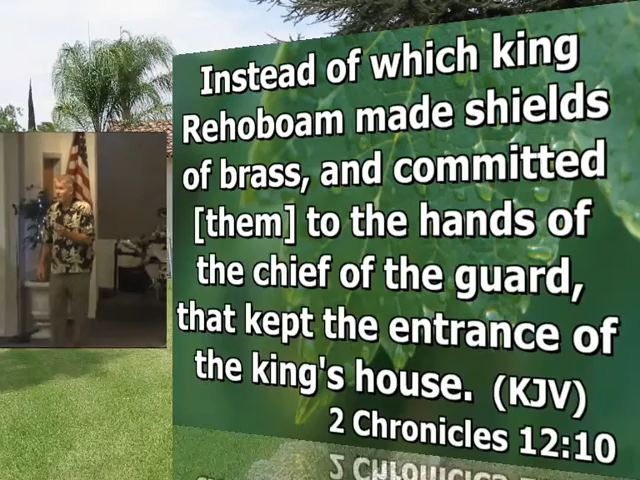 Instead of which king
Rehoboam made shields
of brass, and committed
[them] to the hands of
the chief of the guard,
that kept the entrance of
the king's house. (KJV)
2 Chronicles 12:10